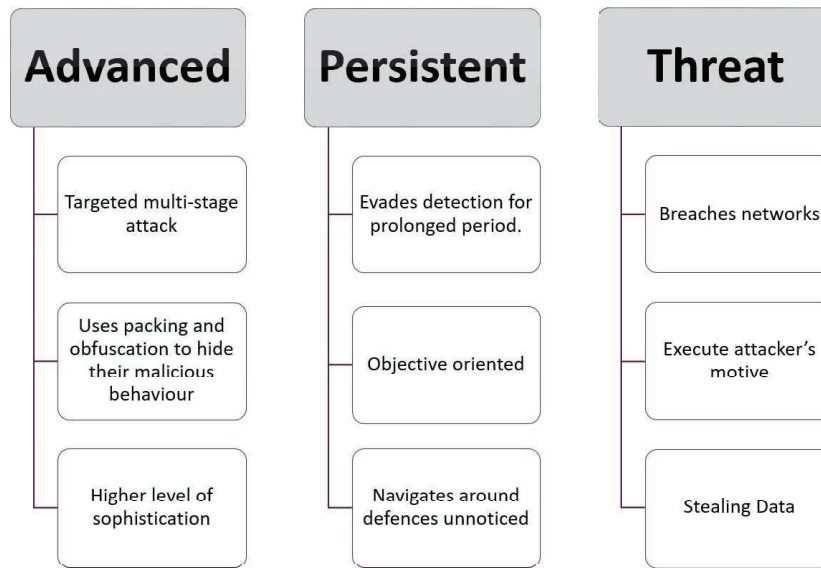 Advanced
Targeted multi-stage
attack
Uses packing and
obfuscation to hide
their malicious
behaviour
Higher level of
sophistication
Persistent
Evades detection for
prolonged period.
Objective oriented
Navigates around
defences unnoticed
Threat
Breaches networks
Execute attacker’s
motive
Stealing Data